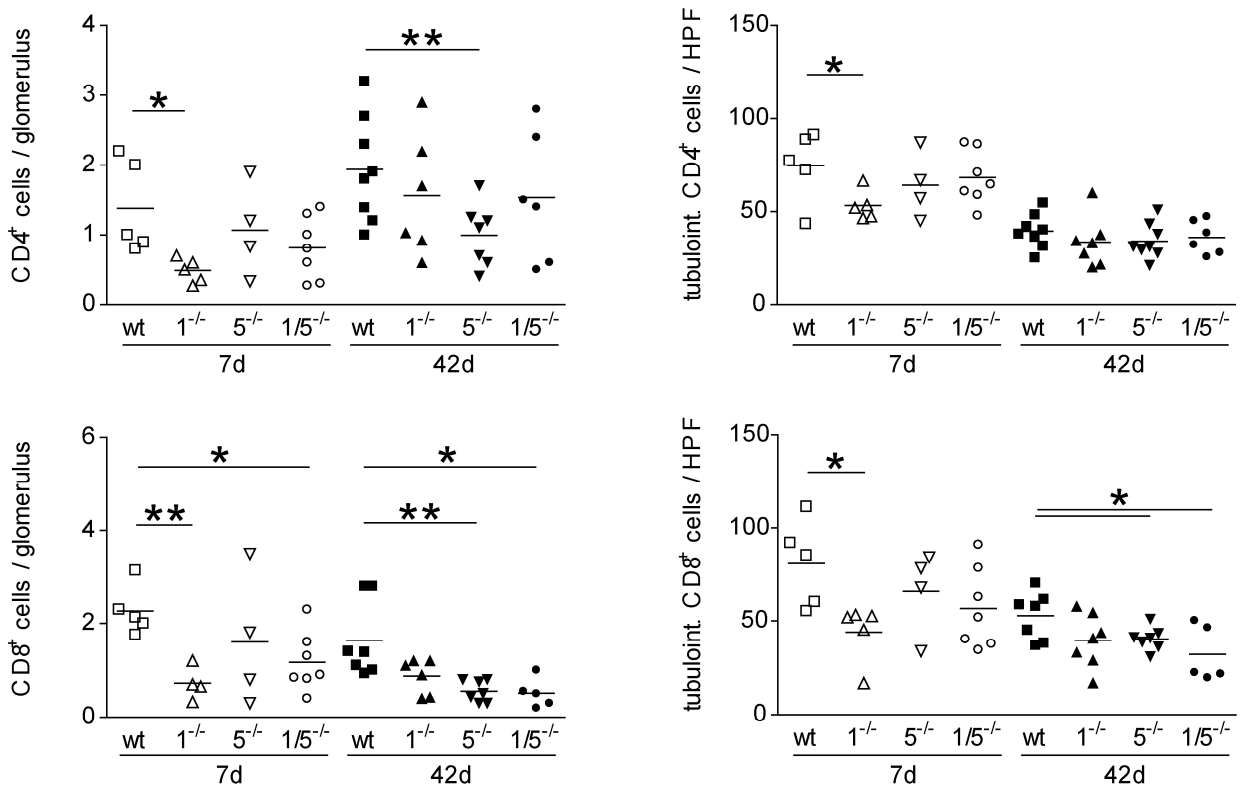 CD4+ cells / glomerulus
4
3
2
1
0
*
**
wt 1-/- 5-/- 1/5-/- wt 1-/- 5-/- 1/5-/-
7d 42d
tubuloint. CD4+ cells / HPF
150
100
50
0
*
wt 1-/- 5-/- 1/5-/- wt 1-/- 5-/- 1/5-/-
7d 42d
CD8+ cells / glomerulus
6
4
2
0
*
**
*
**
wt 1-/- 5-/- 1/5-/- wt 1-/- 5-/- 1/5-/-
7d 42d
tubuloint. CD8+ cells / HPF
150
100
50
0
*
*
wt 1-/- 5-/- 1/5-/- wt 1-/- 5-/- 1/5-/-
7d 42d